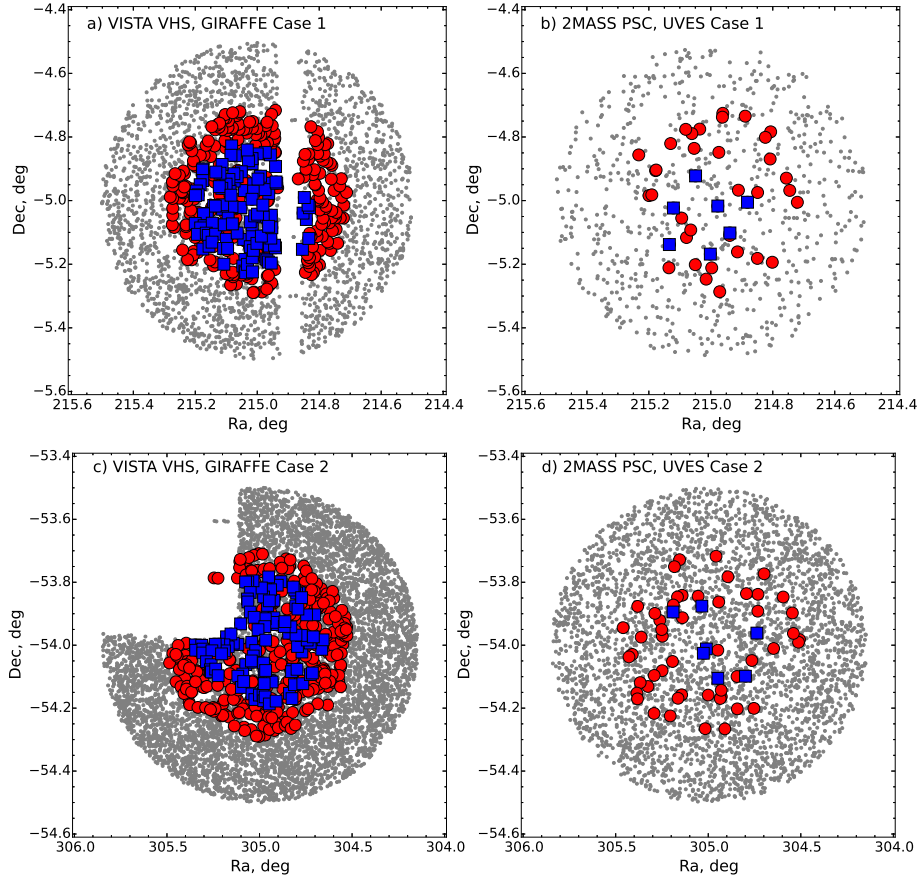 a) VISTA VHS, GIRAFFE Case 1
−4.4
−4.6
−4.8
−5.0
−5.2
−5.4
−5.6
Dec, deg
215.6 215.4 215.2 215.0 214.8 214.6 214.4
Ra, deg
b) 2MASS PSC, UVES Case 1
−4.4
−4.6
−4.8
−5.0
−5.2
−5.4
−5.6
Dec, deg
215.6 215.4 215.2 215.0 214.8 214.6 214.4
Ra, deg
c) VISTA VHS, GIRAFFE Case 2
−53.4
−53.6
−53.8
−54.0
−54.2
−54.4
−54.6
Dec, deg
306.0 305.5 305.0 304.5 304.0
Ra, deg
d) 2MASS PSC, UVES Case 2
−53.4
−53.6
−53.8
−54.0
−54.2
−54.4
−54.6
Dec, deg
306.0 305.5 305.0 304.5 304.0
Ra, deg